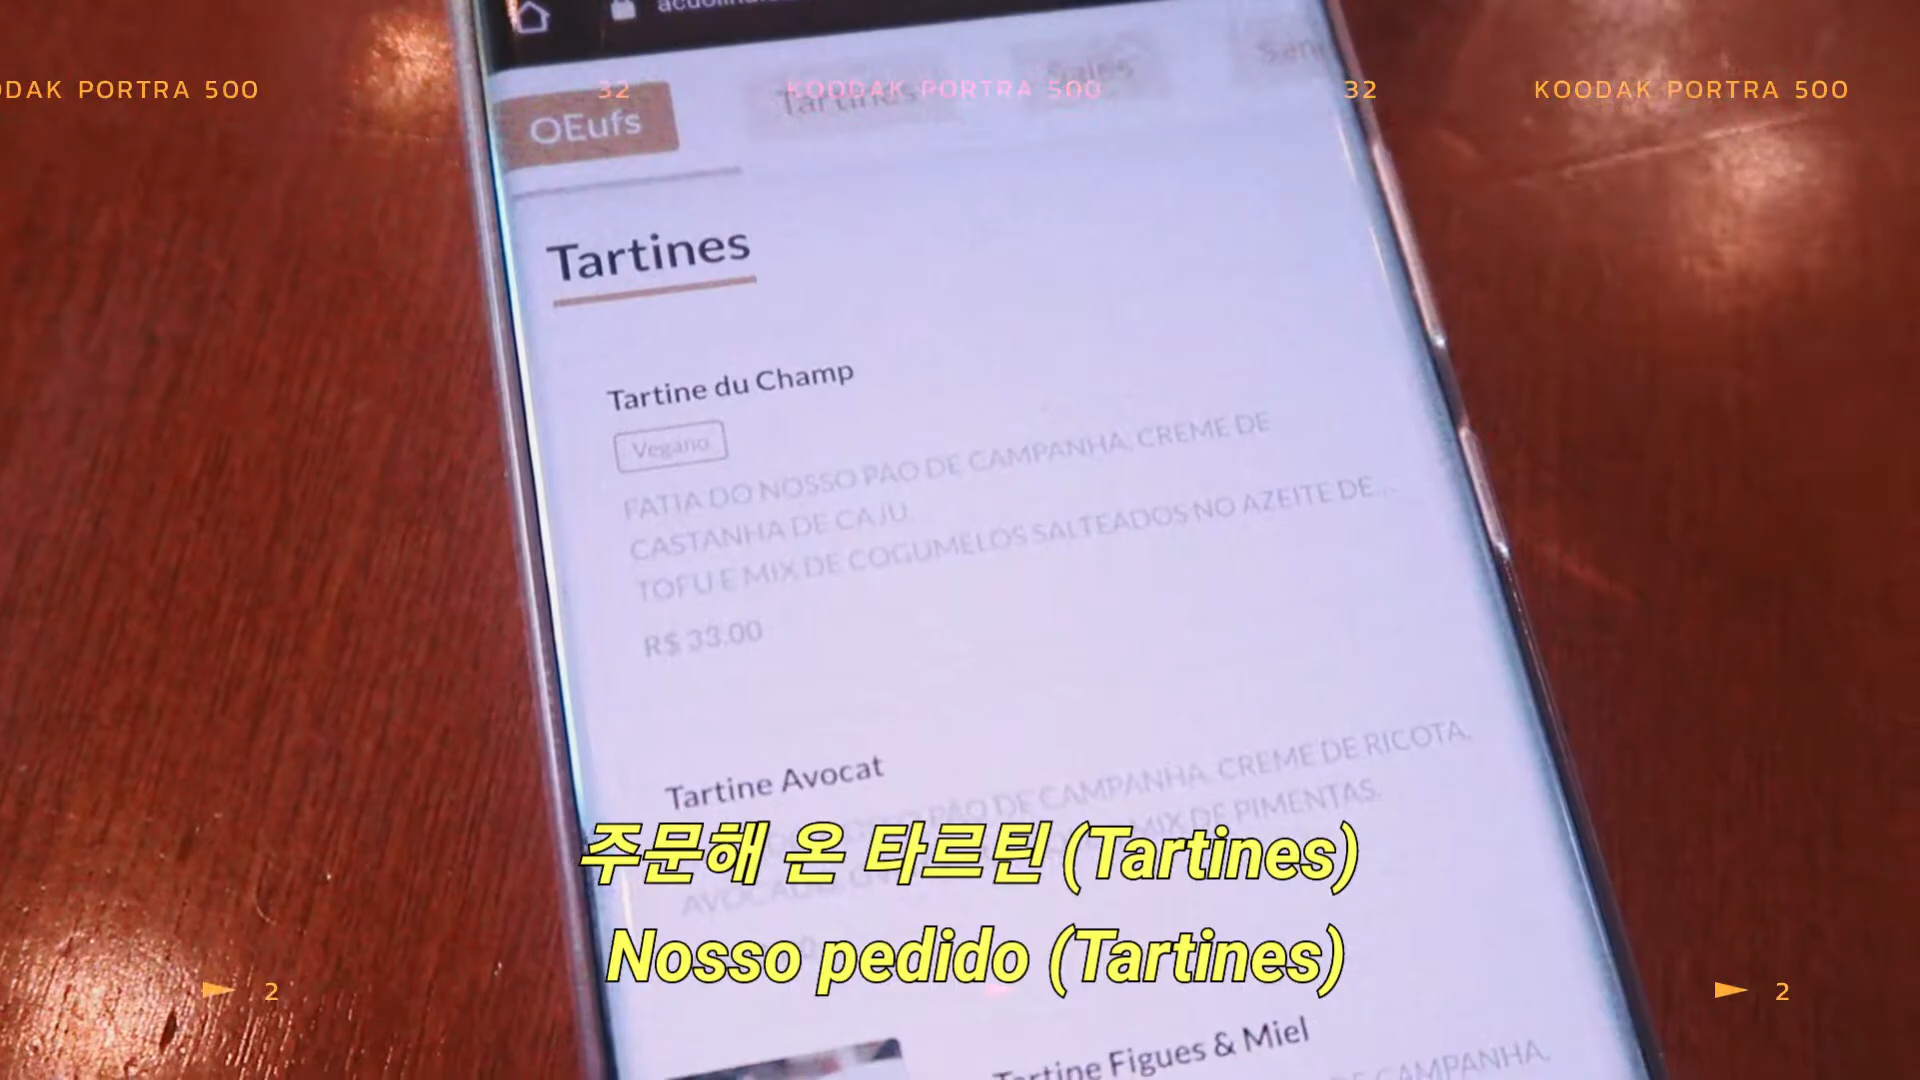 DAK PORTRA 500
32
KOODAK PORTRA 500
32
KOODAK PORTRA 500
OEufs
Tartines
Tartines
Tartine du Champ
Vegano
FATIA DO NOSSO PÃO DE CAMPANHA, CREME DE
CASTANHA DE CAJU,
TOFU E MIX DE COGUMELOS SALTEADOS NO AZEITE DE...
R$ 33.00
Tartine Avocat
PÃO DE CAMPANHA, CREME DE RICOTA,
MIX DE PIMENTAS.
주문해 온 타르틴 (Tartines)
Nosso pedido (Tartines)
2
2
Tartine Figues & Miel
CAMPANHA,